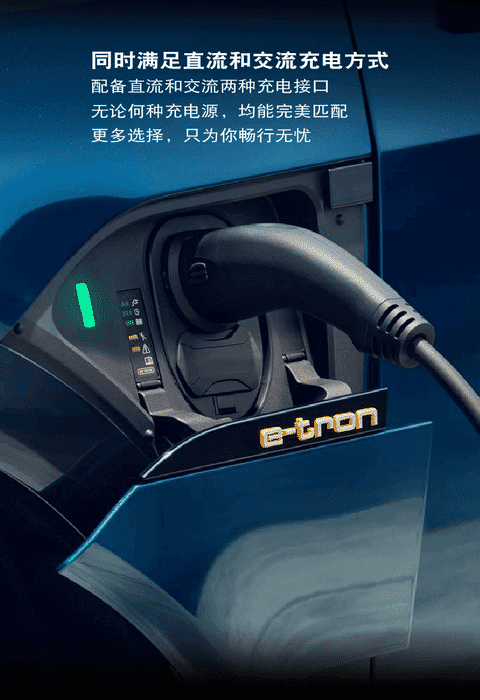 同时满足直流和交流充电方式
配备直流和交流两种充电接口
无论何种充电源，均能完美匹配
更多选择，只为你畅行无忧
e-tron